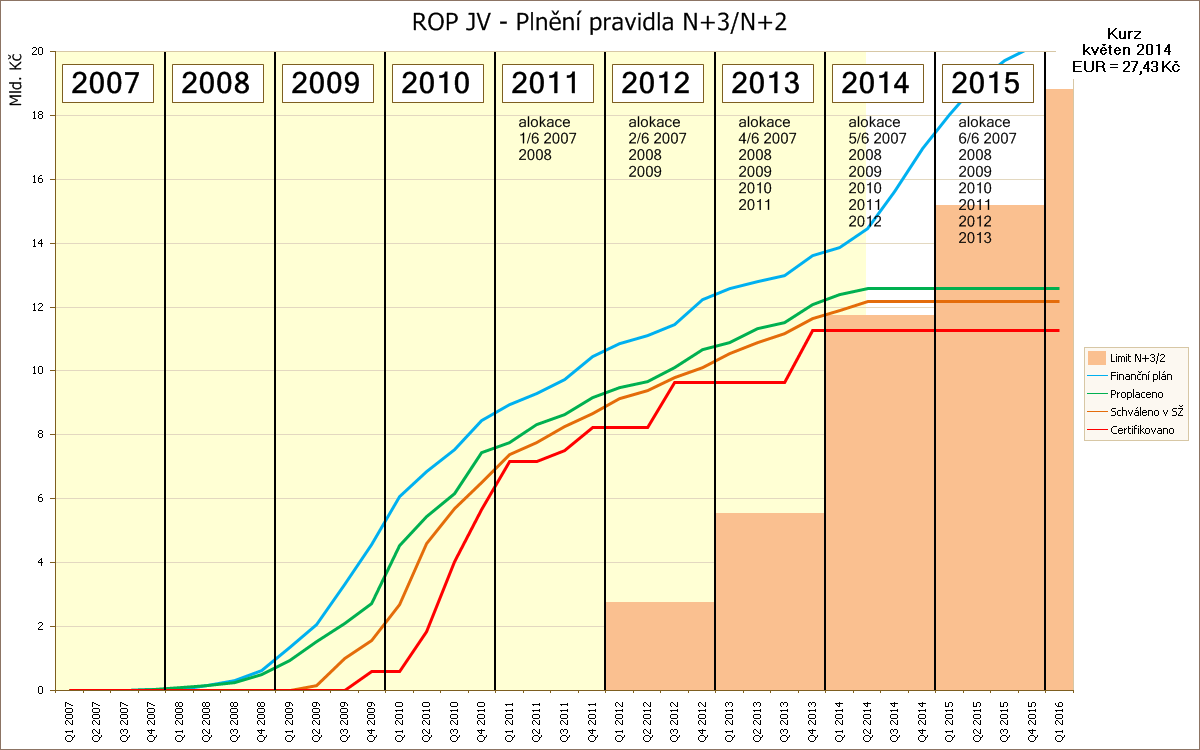 ROP JV - Plnění pravidla N+3/N+2
Kurz
květen 2014
EUR = 27,43 Kč
Mld. Kč
20
18
16
14
12
10
8
6
4
2
0
2007
2008
2009
2010
2011
2012
2013
2014
2015
alokace
1/6 2007
2008
alokace
2/6 2007
2008
2009
alokace
4/6 2007
2008
2009
2010
2011
alokace
5/6 2007
2008
2009
2010
2011
2012
alokace
6/6 2007
2008
2009
2010
2011
2012
2013
Limit N+3/2
Finanční plán
Proplaceno
Schváleno v SŽ
Certifikovano
Q1 2007
Q2 2007
Q3 2007
Q4 2007
Q1 2008
Q2 2008
Q3 2008
Q4 2008
Q1 2009
Q2 2009
Q3 2009
Q4 2009
Q1 2010
Q2 2010
Q3 2010
Q4 2010
Q1 2011
Q2 2011
Q3 2011
Q4 2011
Q1 2012
Q2 2012
Q3 2012
Q4 2012
Q1 2013
Q2 2013
Q3 2013
Q4 2013
Q1 2014
Q2 2014
Q3 2014
Q4 2014
Q1 2015
Q2 2015
Q3 2015
Q4 2015
Q1 2016